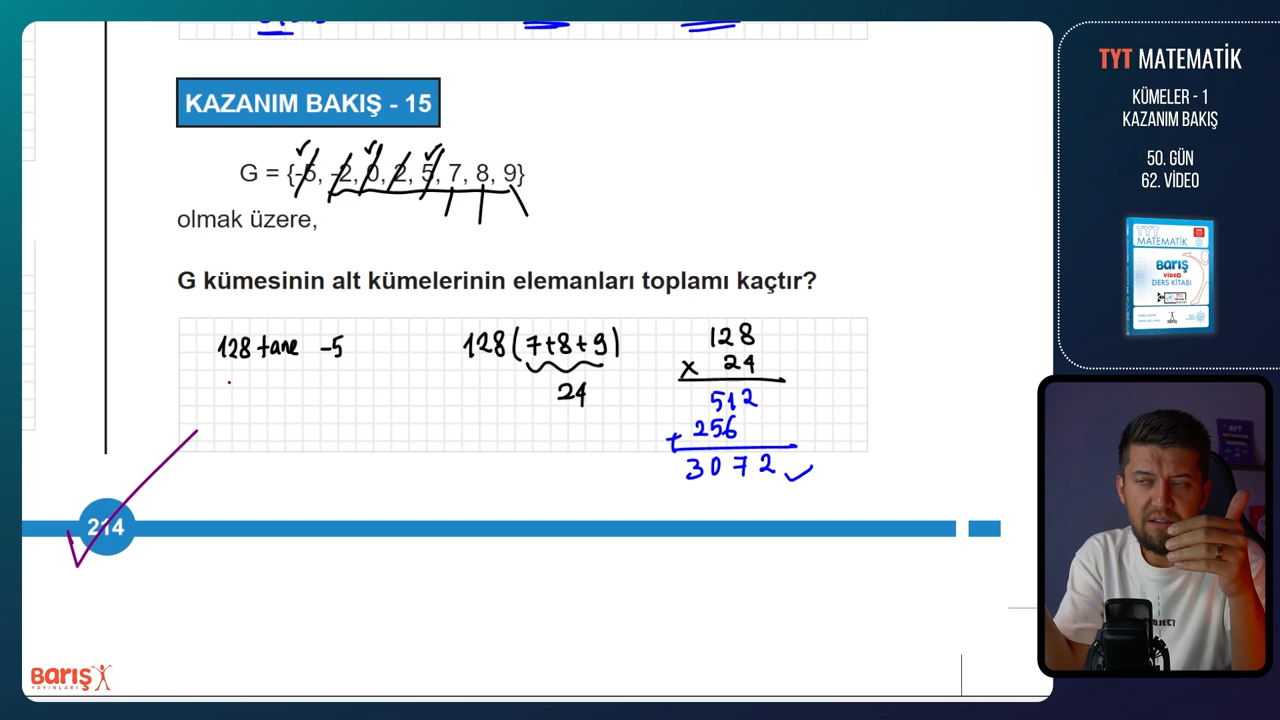 KAZANIM BAKIŞ - 15
G = {-5, -2, 0, 2, 5, 7, 8, 9}
olmak üzere,
G kümesinin alt kümelerinin elemanları toplamı kaçtır?
128 tane -5
128(7+8+9)
24
128
x 24
512
+ 256
3072
214
BARIŞ
YAYINLARI
TYT MATEMATİK
KÜMELER - 1
KAZANIM BAKIŞ
50. GÜN
62. VİDEO
TYT
MATEMATİK
BARIŞ
VİDEO
DERS KİTABI